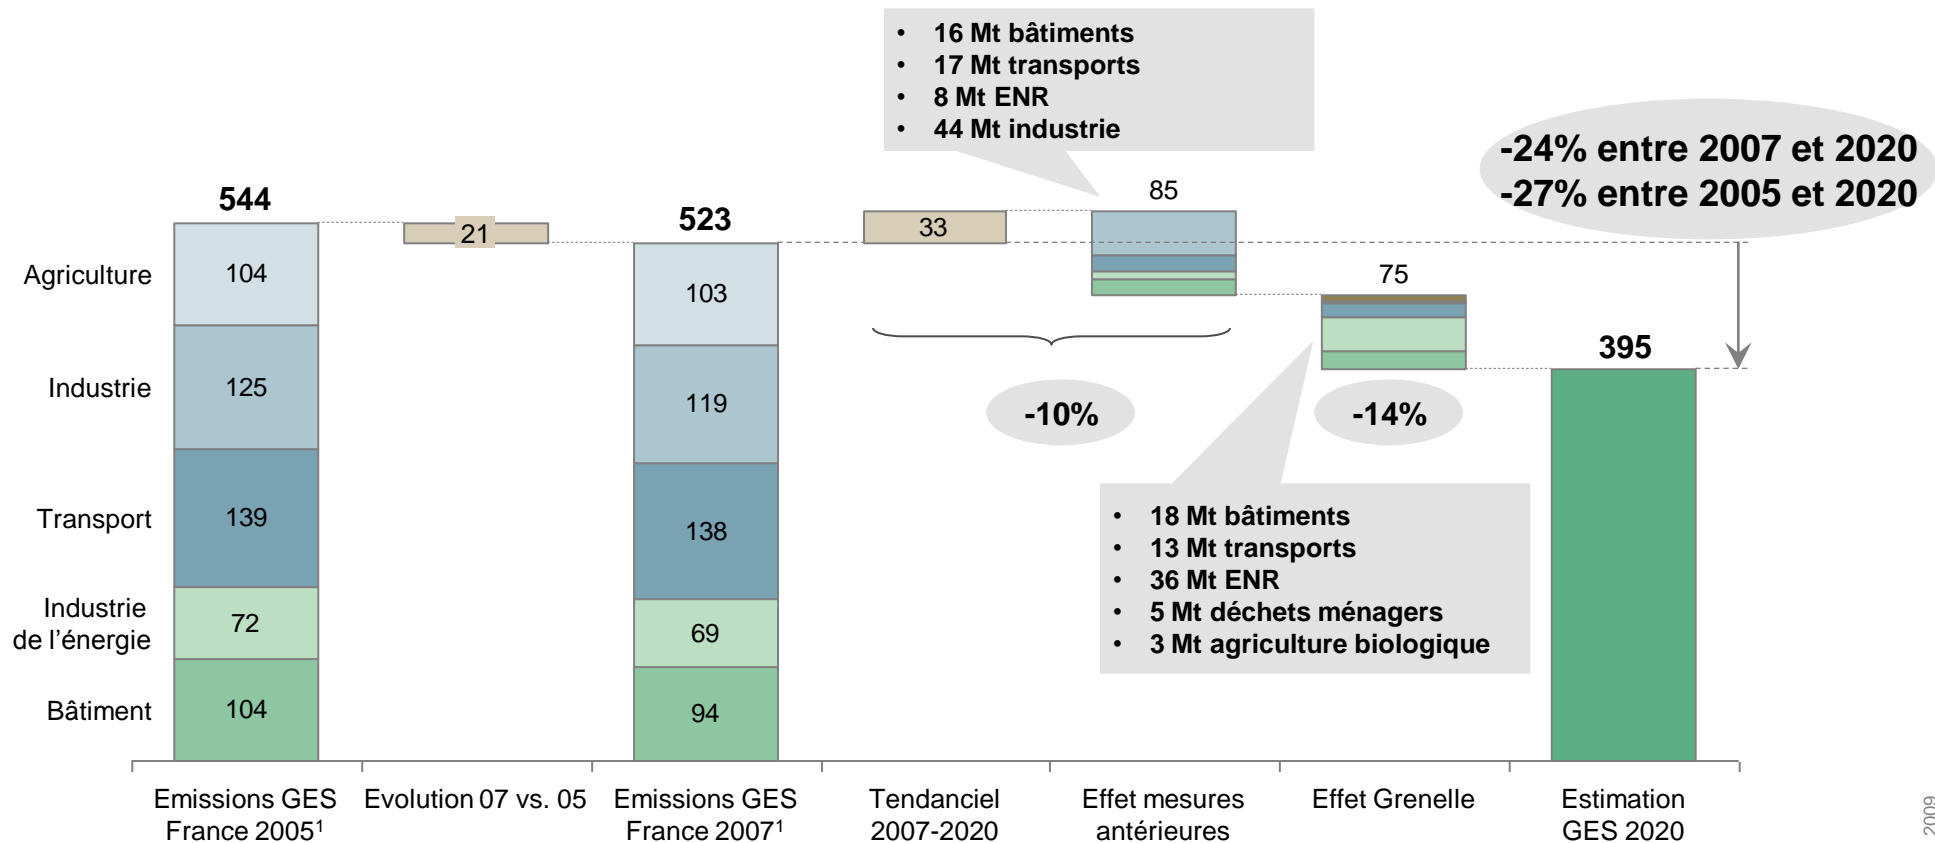 • 16 Mt bâtiments
• 17 Mt transports
• 8 Mt ENR
• 44 Mt industrie
-24% entre 2007 et 2020
-27% entre 2005 et 2020
544
21
523
33
85
75
395
Agriculture
104
103
Industrie
125
119
Transport
139
138
Industrie
de l’énergie
72
69
Bâtiment
104
94
-10%
-14%
• 18 Mt bâtiments
• 13 Mt transports
• 36 Mt ENR
• 5 Mt déchets ménagers
• 3 Mt agriculture biologique
Emissions GES
France 2005¹
Evolution 07 vs. 05
Emissions GES
France 2007¹
Tendanciel
2007-2020
Effet mesures
antérieures
Effet Grenelle
Estimation
GES 2020
2009